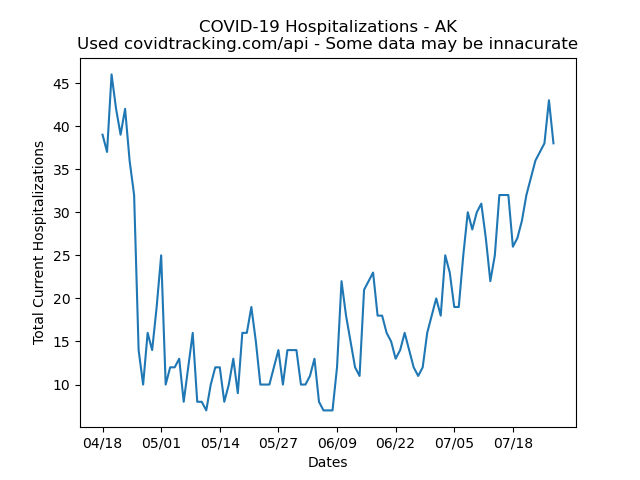 COVID-19 Hospitalizations - AK
Used covidtracking.com/api - Some data may be innacurate
Total Current Hospitalizations
45
40
35
30
25
20
15
10
04/18 05/01 05/14 05/27 06/09 06/22 07/05 07/18
Dates